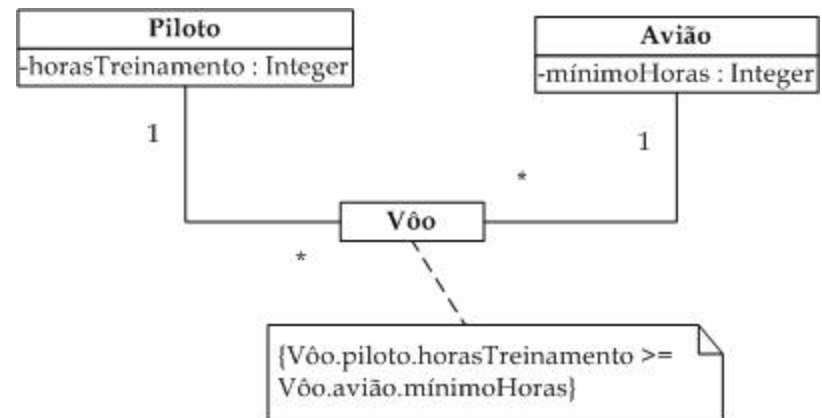 Piloto
-horasTreinamento : Integer
Avião
-mínimoHoras : Integer
1
1
*
Vôo
*
{Vôo.piloto.horasTreinamento >=
Vôo.avião.mínimoHoras}